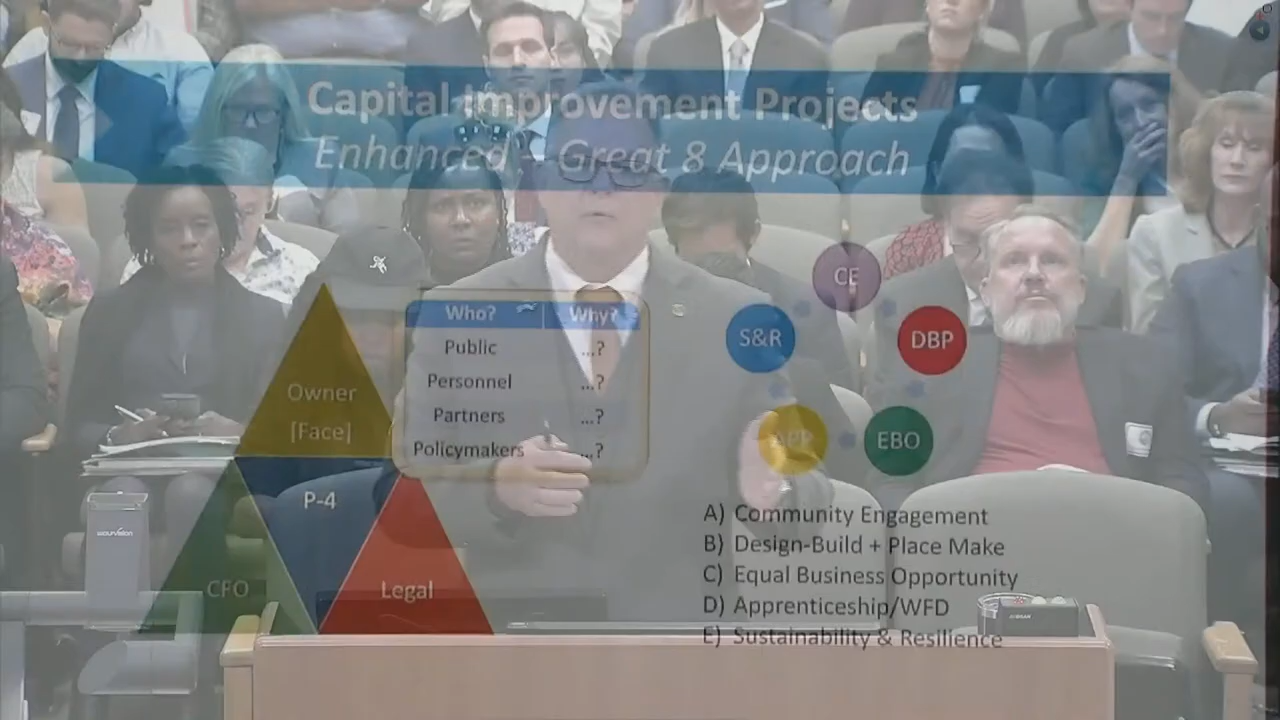 Capital Improvement Projects
Enhanced - Great 8 Approach
Who? Why?
Public ...?
Personnel ...?
Partners ...?
Policymakers ...?
Owner
[Face]
P-4
CFO
Legal
CE
S&R
DBP
APP
EBO
A) Community Engagement
B) Design-Build + Place Make
C) Equal Business Opportunity
D) Apprenticeship/WFD
E) Sustainability & Resilience